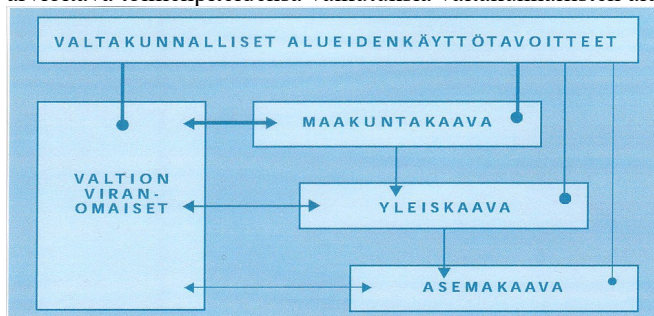 VALTAKUNNALLISET ALUEIDENKÄYTTÖTAVOITTEET
MAAKUNTAKAAVA
VALTION
VIRAN-
OMAISET
YLEISKAAVA
ASEMAKAAVA